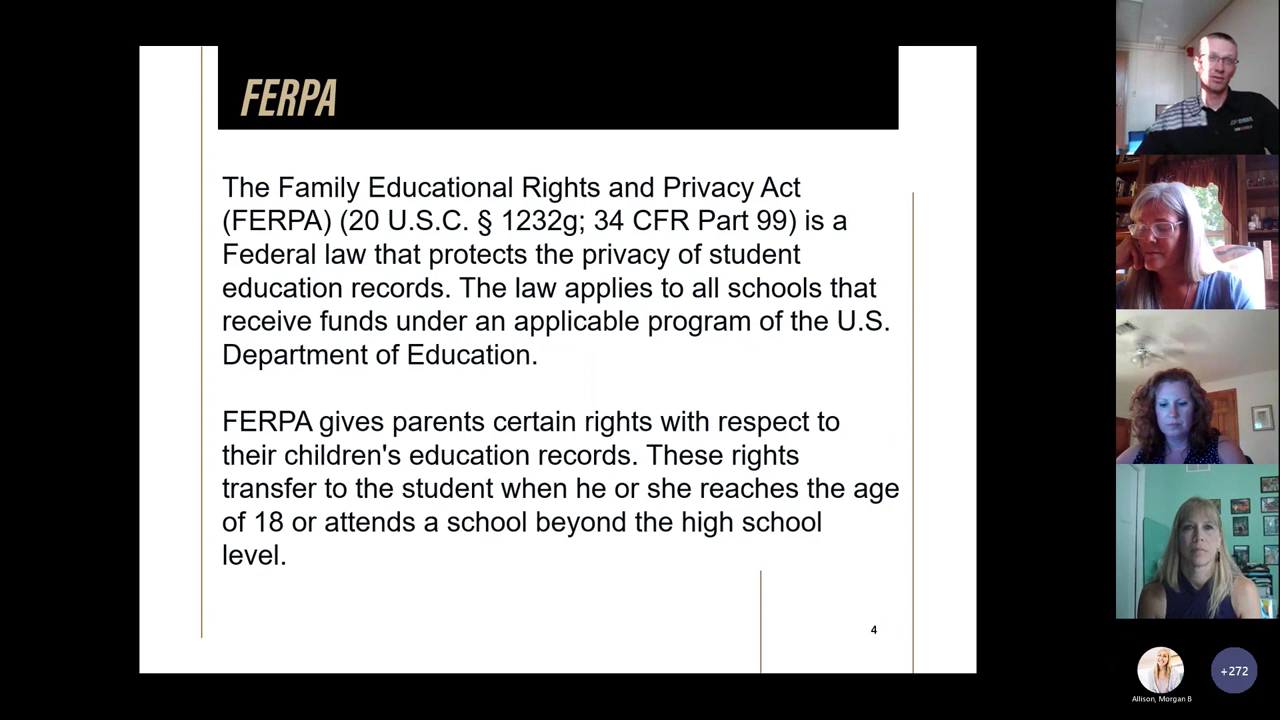 FERPA
The Family Educational Rights and Privacy Act
(FERPA) (20 U.S.C. § 1232g; 34 CFR Part 99) is a
Federal law that protects the privacy of student
education records. The law applies to all schools that
receive funds under an applicable program of the U.S.
Department of Education.
FERPA gives parents certain rights with respect to
their children's education records. These rights
transfer to the student when he or she reaches the age
of 18 or attends a school beyond the high school
level.
4
+272
Allison, Morgan B